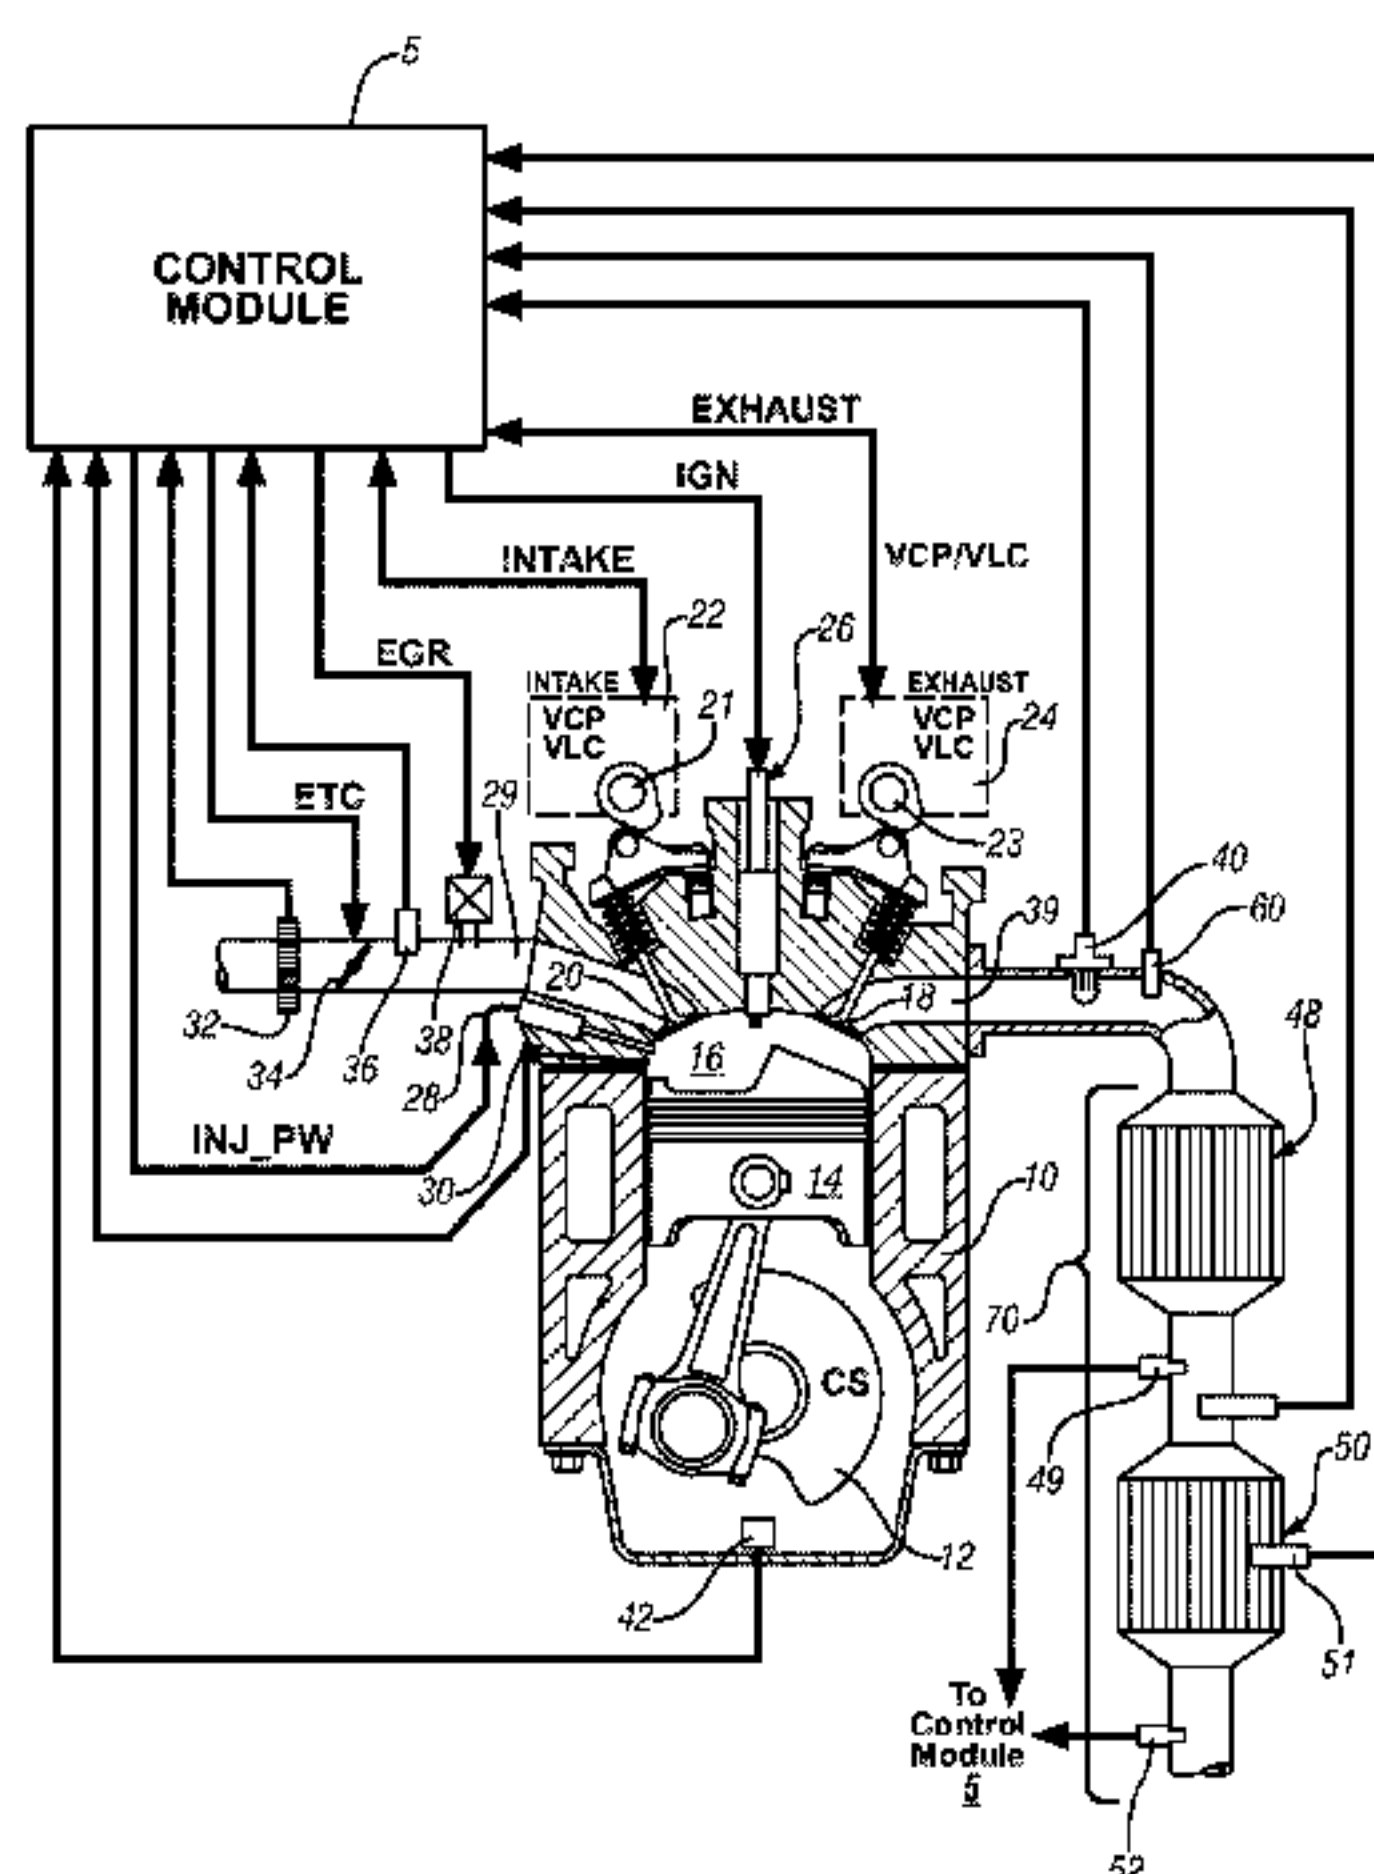 5
CONTROL
MODULE
EXHAUST
IGN
INTAKE
VCP/VLC
EGR
22
26
INTAKE
VCP
VLC
21
EXHAUST
VCP
VLC
24
ETC
29
23
40
39
60
32
34
36
38
28
20
18
16
48
INJ_PW
30
14
10
70
CS
49
50
12
42
51
To
Control
Module
5
52